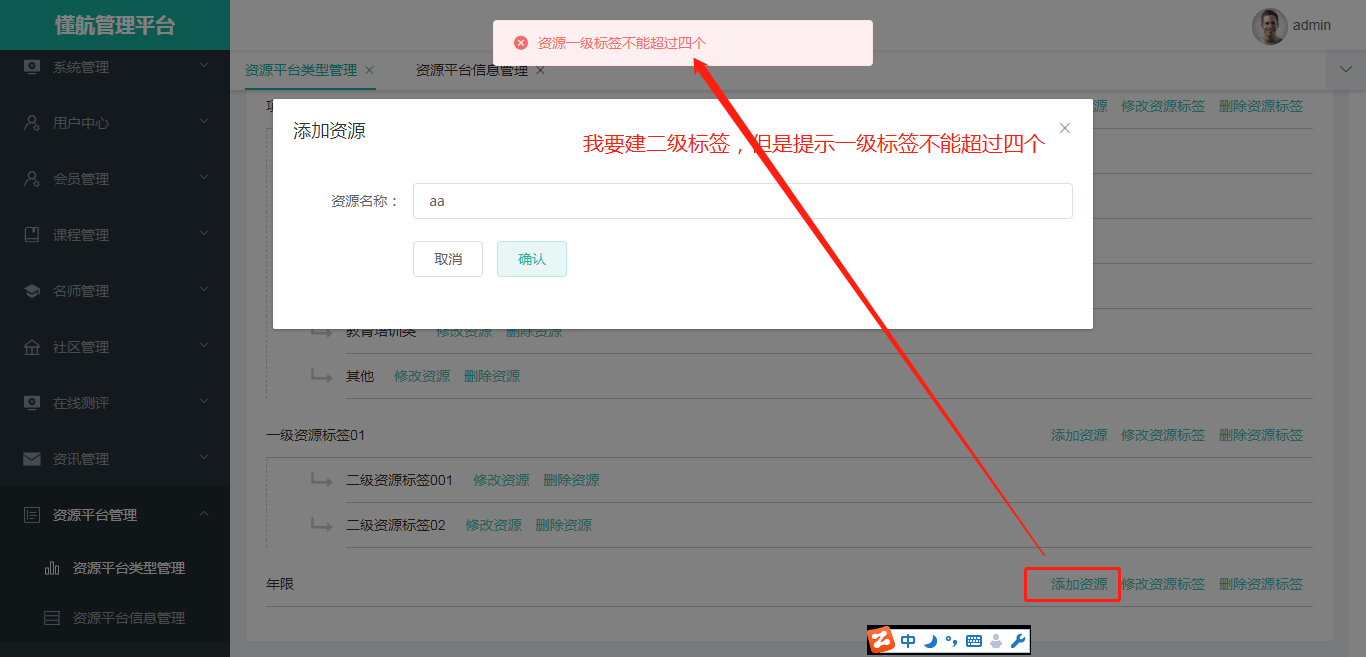 懂航管理平台
admin
资源一级标签不能超过四个
系统管理
资源平台类型管理
资源平台信息管理
源 修改资源标签 删除资源标签
添加资源
我要建二级标签，但是提示一级标签不能超过四个
用户中心
会员管理
资源名称： aa
课程管理
取消 确认
名师管理
教育培训类 修改资源 删除资源
社区管理
其他 修改资源 删除资源
在线测评
一级资源标签01 添加资源 修改资源标签 删除资源标签
资讯管理
二级资源标签001 修改资源 删除资源
资源平台管理
二级资源标签02 修改资源 删除资源
资源平台类型管理
年限 添加资源 修改资源标签 删除资源标签
资源平台信息管理
中